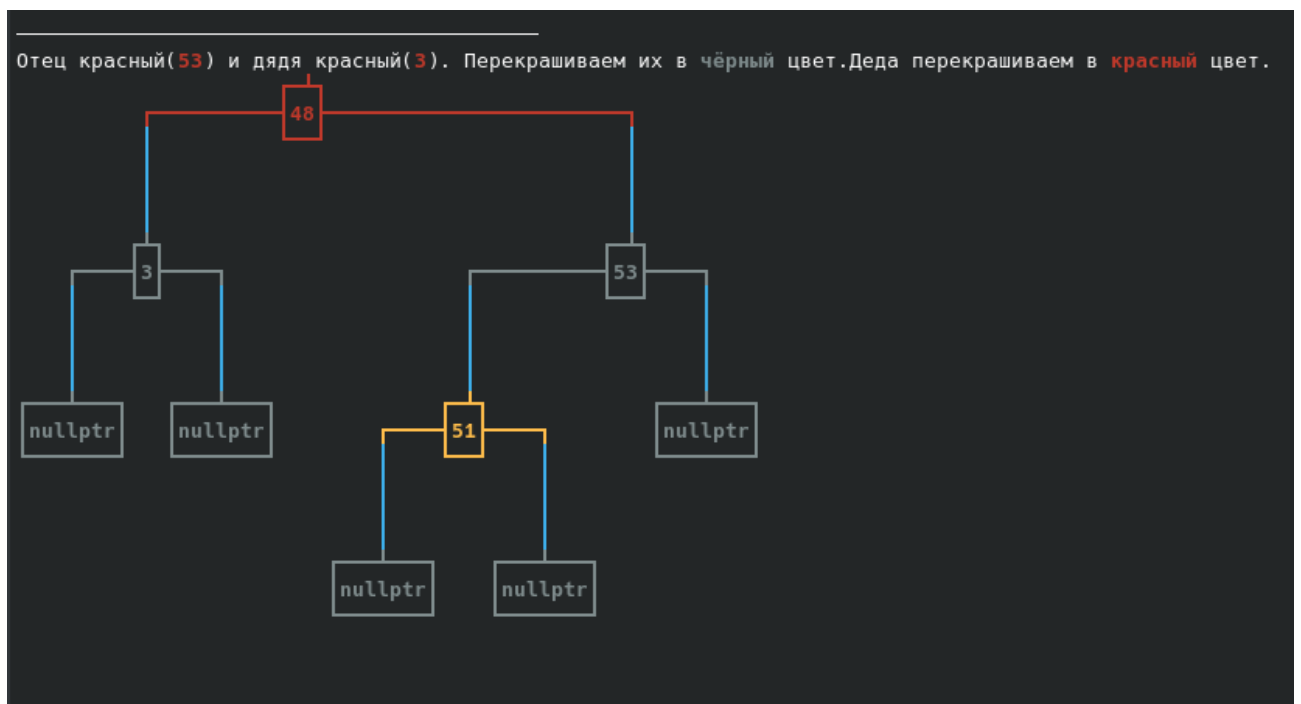 Отец красный(53) и дядя красный(3). Перекрашиваем их в чёрный цвет.Деда перекрашиваем в красный цвет.
48
3 53
nullptr nullptr 51 nullptr
nullptr nullptr